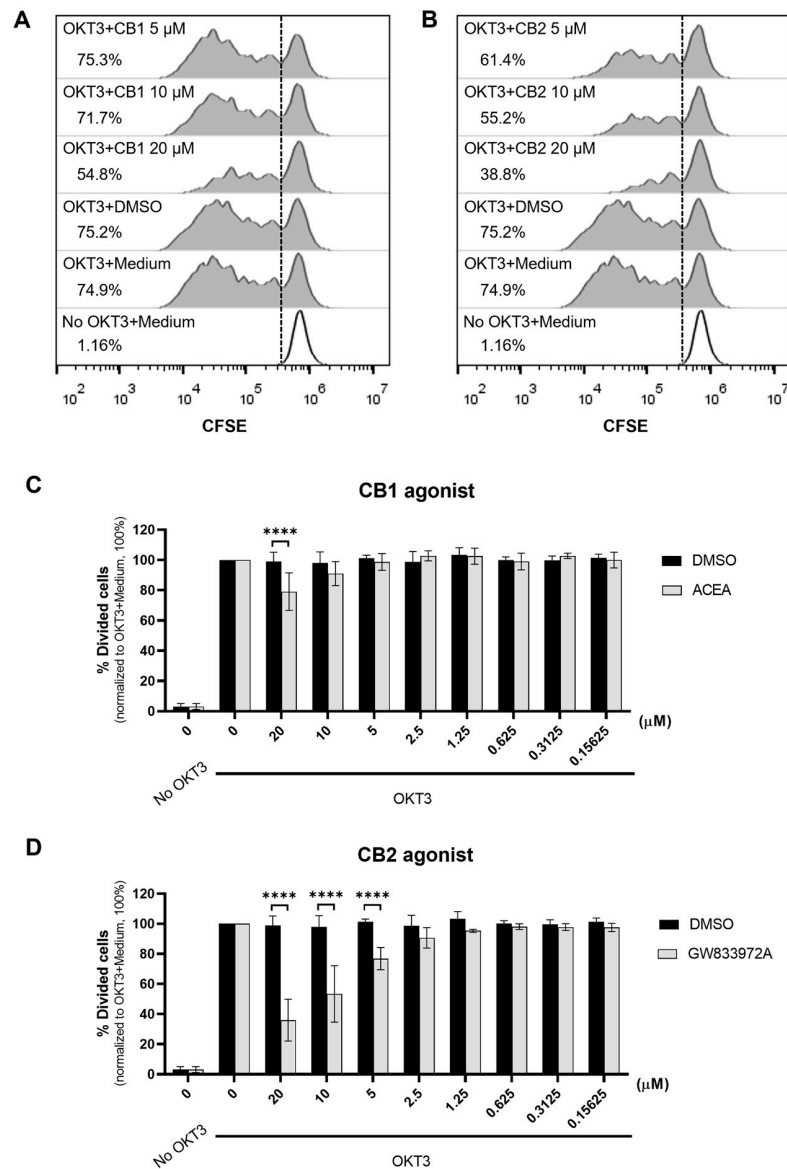 A
OKT3+CB1 5 µM
75.3%
OKT3+CB1 10 µM
71.7%
OKT3+CB1 20 µM
54.8%
OKT3+DMSO
75.2%
OKT3+Medium
74.9%
No OKT3+Medium
1.16%
10^2 10^3 10^4 10^5 10^6 10^7
CFSE
B
OKT3+CB2 5 µM
61.4%
OKT3+CB2 10 µM
55.2%
OKT3+CB2 20 µM
38.8%
OKT3+DMSO
75.2%
OKT3+Medium
74.9%
No OKT3+Medium
1.16%
10^2 10^3 10^4 10^5 10^6 10^7
CFSE
C
CB1 agonist
% Divided cells
(normalized to OKT3+Medium, 100%)
120
100
80
60
40
20
0
****
DMSO
ACEA
0 0 20 10 5 2.5 1.25 0.625 0.3125 0.15625 (µM)
No OKT3
OKT3
D
CB2 agonist
% Divided cells
(normalized to OKT3+Medium, 100%)
120
100
80
60
40
20
0
**** **** ****
DMSO
GW833972A
0 0 20 10 5 2.5 1.25 0.625 0.3125 0.15625 (µM)
No OKT3
OKT3